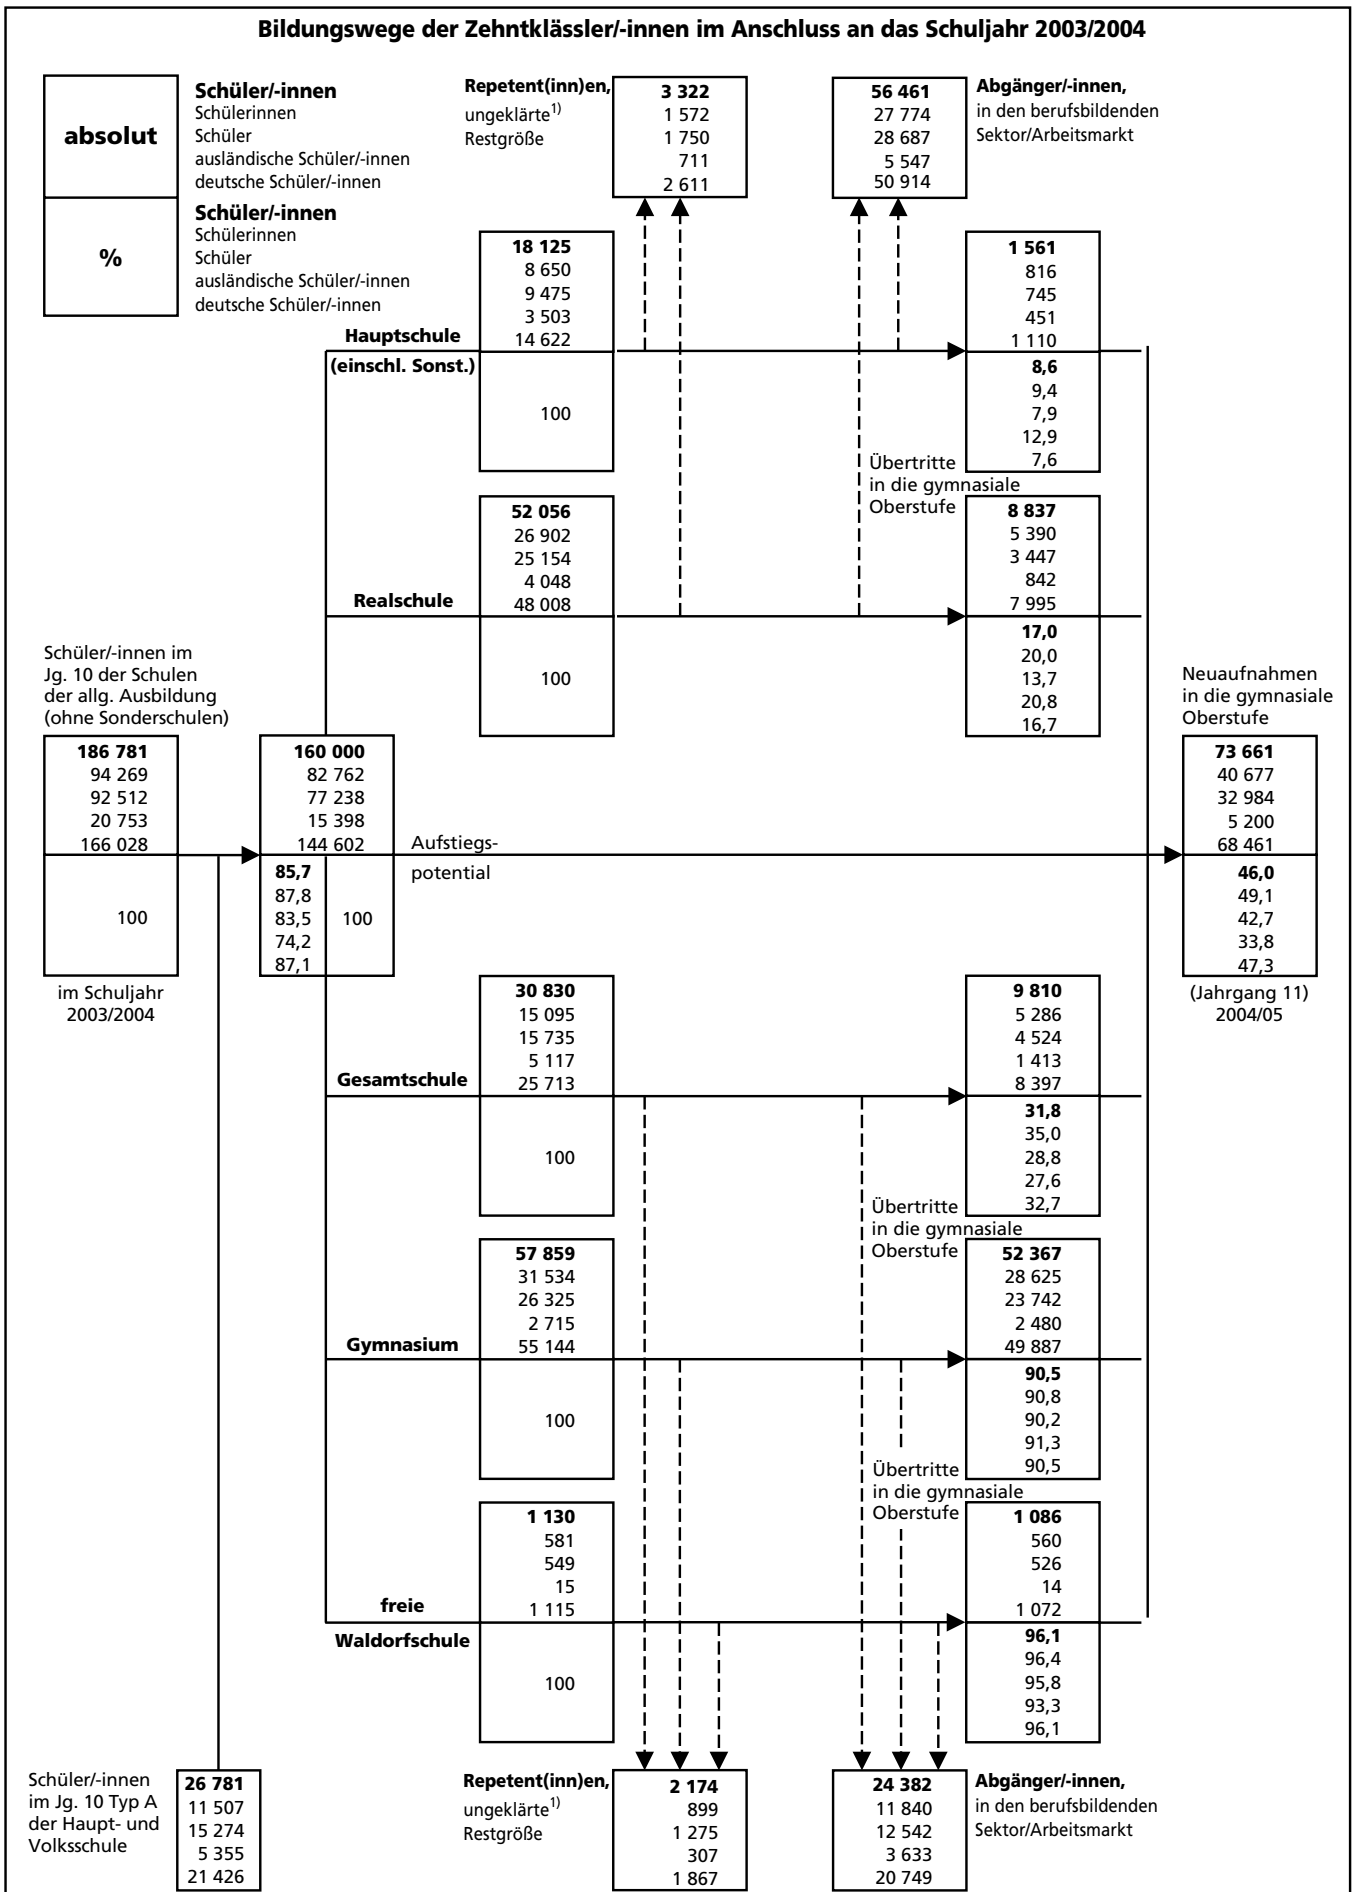 Bildungswege der Zehntklässler/-innen im Anschluss an das Schuljahr 2003/2004
absolut
Schüler/-innen
Schülerinnen
Schüler
ausländische Schüler/-innen
deutsche Schüler/-innen
%
Schüler/-innen
Schülerinnen
Schüler
ausländische Schüler/-innen
deutsche Schüler/-innen
Repetent(inn)en,
ungeklärte1)
Restgröße
3 322
1 572
1 750
711
2 611
56 461
27 774
28 687
5 547
50 914
Abgänger/-innen,
in den berufsbildenden
Sektor/Arbeitsmarkt
Hauptschule
(einschl. Sonst.)
18 125
8 650
9 475
3 503
14 622
100
1 561
816
745
451
1 110
8,6
9,4
7,9
12,9
7,6
Übertritte
in die gymnasiale
Oberstufe
Realschule
52 056
26 902
25 154
4 048
48 008
100
8 837
5 390
3 447
842
7 995
17,0
20,0
13,7
20,8
16,7
Schüler/-innen im
Jg. 10 der Schulen
der allg. Ausbildung
(ohne Sonderschulen)
186 781
94 269
92 512
20 753
166 028
100
im Schuljahr
2003/2004
160 000
82 762
77 238
15 398
144 602
85,7
87,8
83,5
74,2
87,1
100
Aufstiegs-
potential
Neuaufnahmen
in die gymnasiale
Oberstufe
73 661
40 677
32 984
5 200
68 461
46,0
49,1
42,7
33,8
47,3
(Jahrgang 11)
2004/05
Gesamtschule
30 830
15 095
15 735
5 117
25 713
100
9 810
5 286
4 524
1 413
8 397
31,8
35,0
28,8
27,6
32,7
Übertritte
in die gymnasiale
Oberstufe
Gymnasium
57 859
31 534
26 325
2 715
55 144
100
52 367
28 625
23 742
2 480
49 887
90,5
90,8
90,2
91,3
90,5
Übertritte
in die gymnasiale
Oberstufe
freie
Waldorfschule
1 130
581
549
15
1 115
100
1 086
560
526
14
1 072
96,1
96,4
95,8
93,3
96,1
Schüler/-innen
im Jg. 10 Typ A
der Haupt- und
Volksschule
26 781
11 507
15 274
5 355
21 426
Repetent(inn)en,
ungeklärte1)
Restgröße
2 174
899
1 275
307
1 867
24 382
11 840
12 542
3 633
20 749
Abgänger/-innen,
in den berufsbildenden
Sektor/Arbeitsmarkt